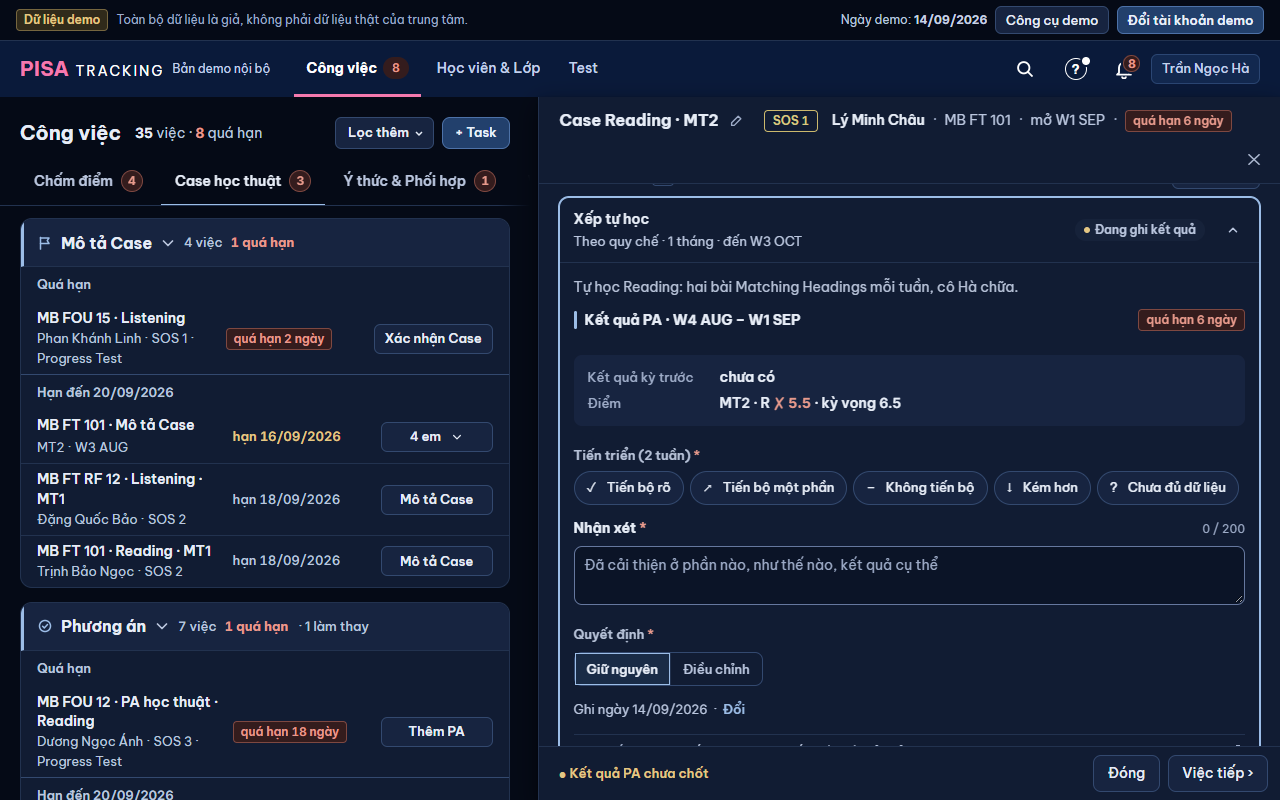 Dữ liệu demo Toàn bộ dữ liệu là giả, không phải dữ liệu thật của trung tâm.
Ngày demo: 14/09/2026 Công cụ demo Đổi tài khoản demo
PISA TRACKING Bản demo nội bộ Công việc 8 Học viên & Lớp Test ? 8 Trần Ngọc Hà
Công việc 35 việc · 8 quá hạn Lọc thêm + Task
Chấm điểm 4 Case học thuật 3 Ý thức & Phối hợp 1
Mô tả Case 4 việc 1 quá hạn
Quá hạn
MB FOU 15 · Listening
Phan Khánh Linh · SOS 1 ·
Progress Test
quá hạn 2 ngày
Xác nhận Case
Hạn đến 20/09/2026
MB FT 101 · Mô tả Case
MT2 · W3 AUG
hạn 16/09/2026
4 em
MB FT RF 12 · Listening ·
MT1
Đặng Quốc Bảo · SOS 2
hạn 18/09/2026
Mô tả Case
MB FT 101 · Reading · MT1
Trịnh Bảo Ngọc · SOS 2
hạn 18/09/2026
Mô tả Case
Phương án 7 việc 1 quá hạn · 1 làm thay
Quá hạn
MB FOU 12 · PA học thuật ·
Reading
Dương Ngọc Ánh · SOS 3 ·
Progress Test
quá hạn 18 ngày
Thêm PA
Hạn đến 20/09/2026
Case Reading · MT2 SOS 1 Lý Minh Châu · MB FT 101 · mở W1 SEP · quá hạn 6 ngày
Xếp tự học
Theo quy chế · 1 tháng · đến W3 OCT
Đang ghi kết quả
Tự học Reading: hai bài Matching Headings mỗi tuần, cô Hà chữa.
Kết quả PA · W4 AUG – W1 SEP quá hạn 6 ngày
Kết quả kỳ trước chưa có
Điểm MT2 · R ✗ 5.5 · kỳ vọng 6.5
Tiến triển (2 tuần) *
✓ Tiến bộ rõ ↗ Tiến bộ một phần – Không tiến bộ ↓ Kém hơn ? Chưa đủ dữ liệu
Nhận xét * 0 / 200
Đã cải thiện ở phần nào, như thế nào, kết quả cụ thể
Quyết định *
Giữ nguyên Điều chỉnh
Ghi ngày 14/09/2026 · Đổi
Kết quả PA chưa chốt Đóng Việc tiếp ›